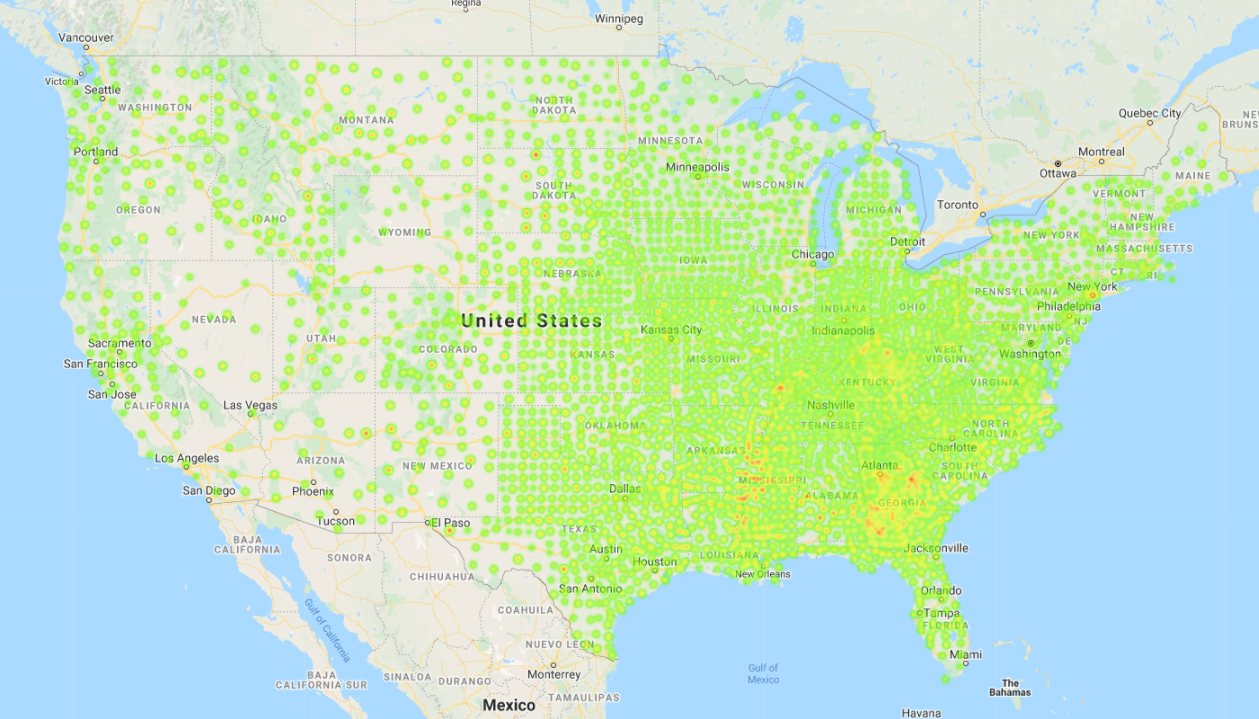 Regina
Winnipeg
Vancouver
Victoria
Seattle
WASHINGTON
NORTH
DAKOTA
MONTANA
MINNESOTA
Quebec City
NE
BRUNS
Portland
Minneapolis
Montreal
Ottawa
MAINE
SOUTH
DAKOTA
WISCONSIN
VERMONT
OREGON
IDAHO
WYOMING
MICHIGAN
Toronto
NEW
HAMPSHIRE
NEW YORK
Detroit
MASSACHUSETTS
Chicago
IOWA
NEBRASKA
CT
RI
PENNSYLVANIA
New York
Philadelphia
NEVADA
United States
ILLINOIS
INDIANA
OHIO
NJ
Kansas City
Indianapolis
MARYLAND
Sacramento
UTAH
COLORADO
KANSAS
MISSOURI
WEST
VIRGINIA
Washington
DE
San Francisco
San Jose
CALIFORNIA
Las Vegas
KENTUCKY
VIRGINIA
Nashville
TENNESSEE
OKLAHOMA
NORTH
CAROLINA
Charlotte
ARKANSAS
Los Angeles
ARIZONA
NEW MEXICO
Atlanta
SOUTH
CAROLINA
San Diego
Phoenix
Dallas
MISSISSIPPI
ALABAMA
GEORGIA
Tucson
El Paso
TEXAS
BAJA
CALIFORNIA
SONORA
Austin
Houston
LOUISIANA
Jacksonville
New Orleans
CHIHUAHUA
San Antonio
Orlando
COAHUILA
Tampa
FLORIDA
Gulf of California
NUEVO LEON
Miami
BAJA
CALIFORNIA SUR
SINALOA
DURANGO
Monterrey
Gulf of
Mexico
The
Bahamas
TAMAULIPAS
Mexico
Havana